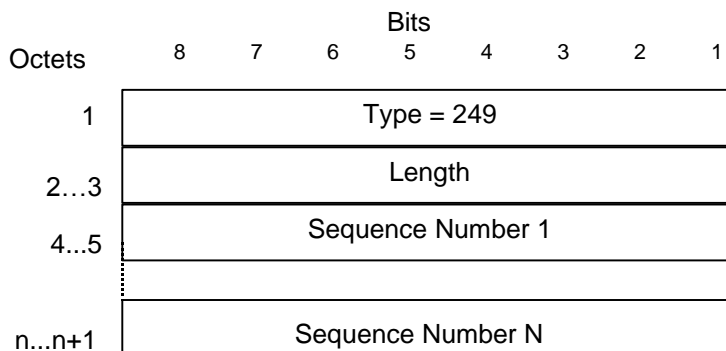 Bits
Octets 8 7 6 5 4 3 2 1
1 Type = 249
2…3 Length
4...5 Sequence Number 1
n...n+1 Sequence Number N